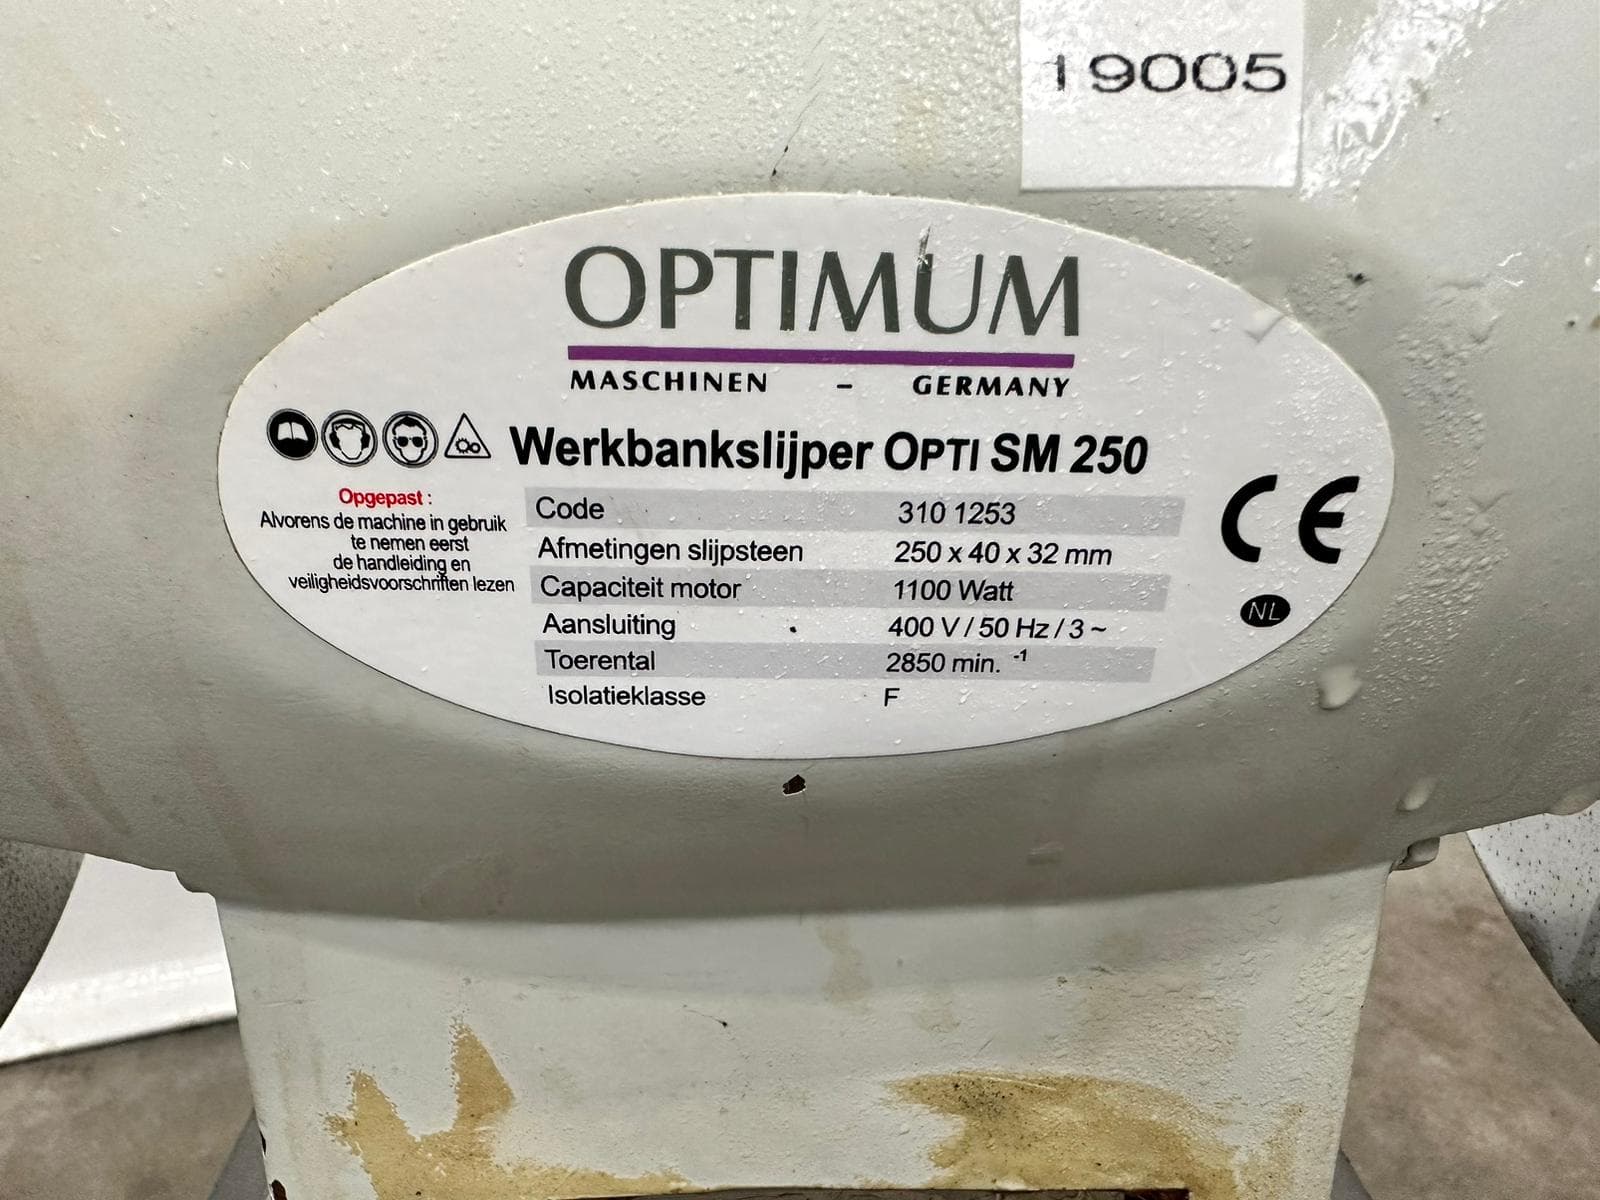 19005
OPTIMUM
MASCHINEN - GERMANY
Werkbankslijper OPTI SM 250
Opgepast :
Alvorens de machine in gebruik
te nemen eerst
de handleiding en
veiligheidsvoorschriften lezen
Code 310 1253
Afmetingen slijpsteen 250 x 40 x 32 mm
Capaciteit motor 1100 Watt
Aansluiting 400 V / 50 Hz / 3 ~
Toerental 2850 min. -1
Isolatieklasse F
CE
NL